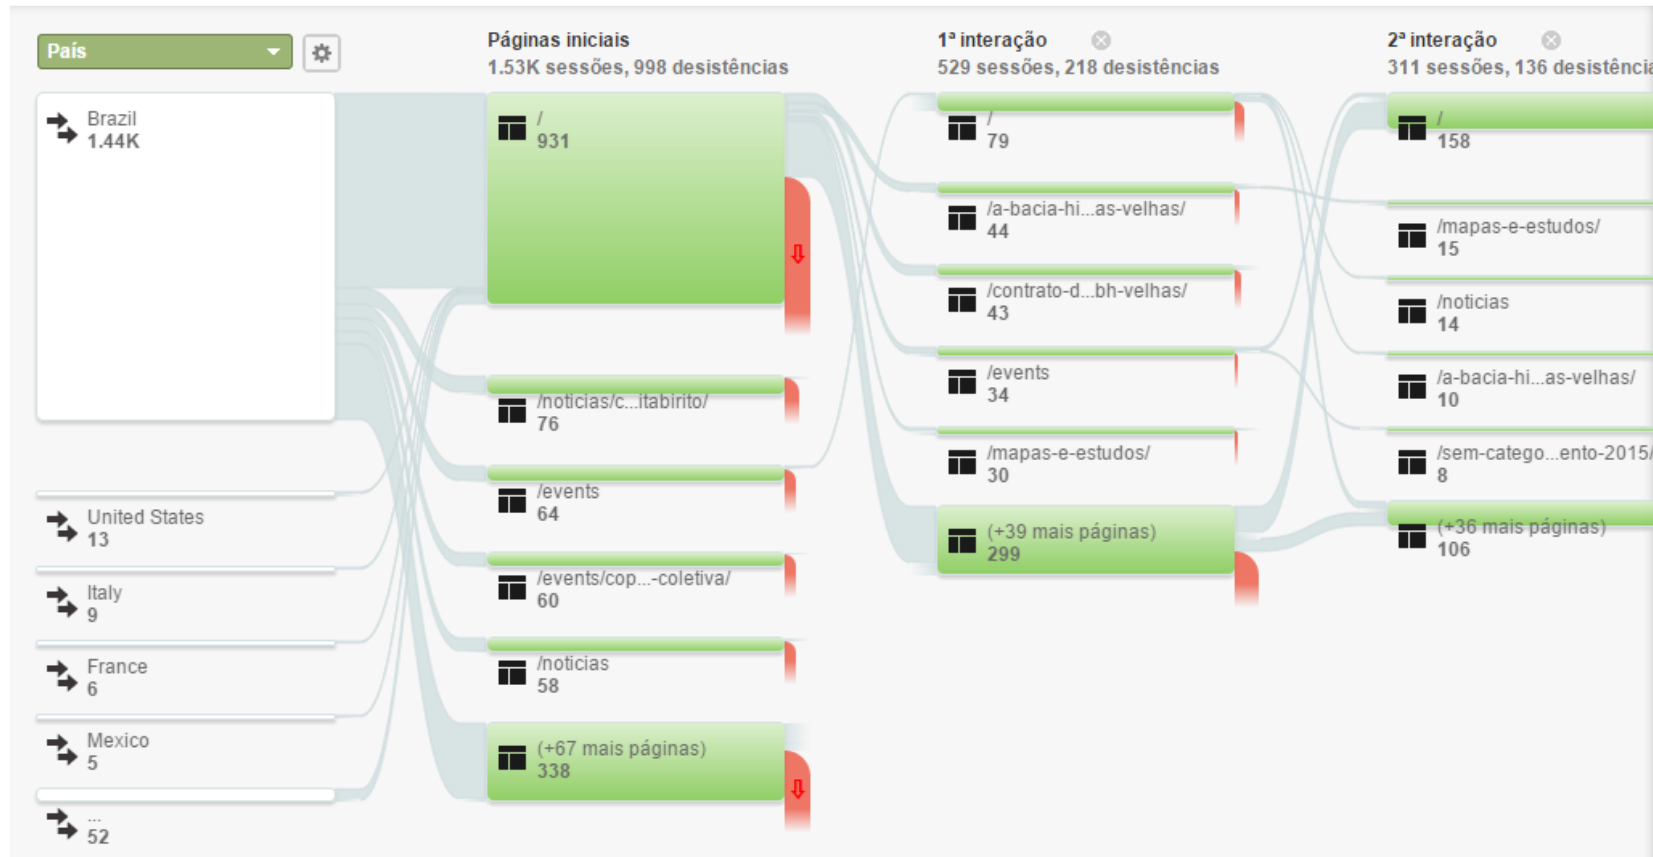 País
Brazil
1.44K
United States
13
Italy
9
France
6
Mexico
5
...
52
Páginas iniciais
1.53K sessões, 998 desistências
/
931
/noticias/c...itabirito/
76
/events
64
/events/cop...-coletiva/
60
/noticias
58
(+67 mais páginas)
338
1ª interação
529 sessões, 218 desistências
/
79
/a-bacia-hi...as-velhas/
44
/contrato-d...bh-velhas/
43
/events
34
/mapas-e-estudos/
30
(+39 mais páginas)
299
2ª interação
311 sessões, 136 desistência
/
158
/mapas-e-estudos/
15
/noticias
14
/a-bacia-hi...as-velhas/
10
/sem-catego...ento-2015/
8
(+36 mais páginas)
106